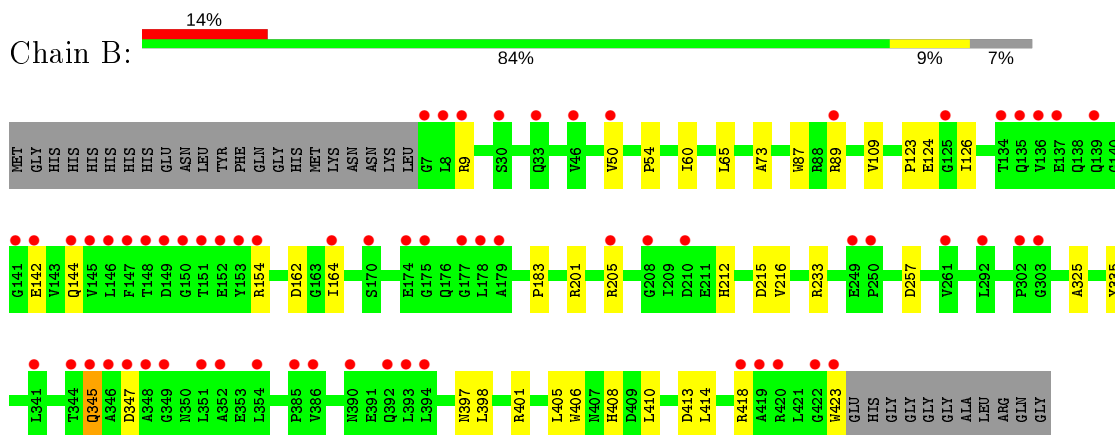 14%
Chain B:
84% 9% 7%
MET GLY HIS HIS HIS HIS HIS HIS GLU ASN LEU TYR PHE GLN GLY HIS MET LYS ASN ASN LYS LEU G7 L8 R9 S30 Q33 V46 V50 P54 I60 L65 A73 W87 R88 R89 V109 P123 E124 G125 I126 T134 Q135 V136 E137 Q138 Q139 G140
G141 E142 V143 Q144 V145 L146 F147 T148 D149 G150 T151 E152 Y153 R154 D162 G163 I164 S170 E174 G175 Q176 G177 L178 A179 P183 R201 R205 G208 I209 D210 E211 H212 D215 V216 R233 E249 P250 D257 V261 L292 P302 G303 A325 Y335
L341 T344 Q345 A346 D347 A348 G349 N350 L351 A352 E353 L354 P385 V386 N390 E391 Q392 L393 L394 N397 L398 R401 L405 W406 N407 H408 D409 L410 D413 L414 R418 A419 R420 L421 G422 W423 GLU HIS GLY GLY GLY GLY ALA LEU ARG GLN GLY